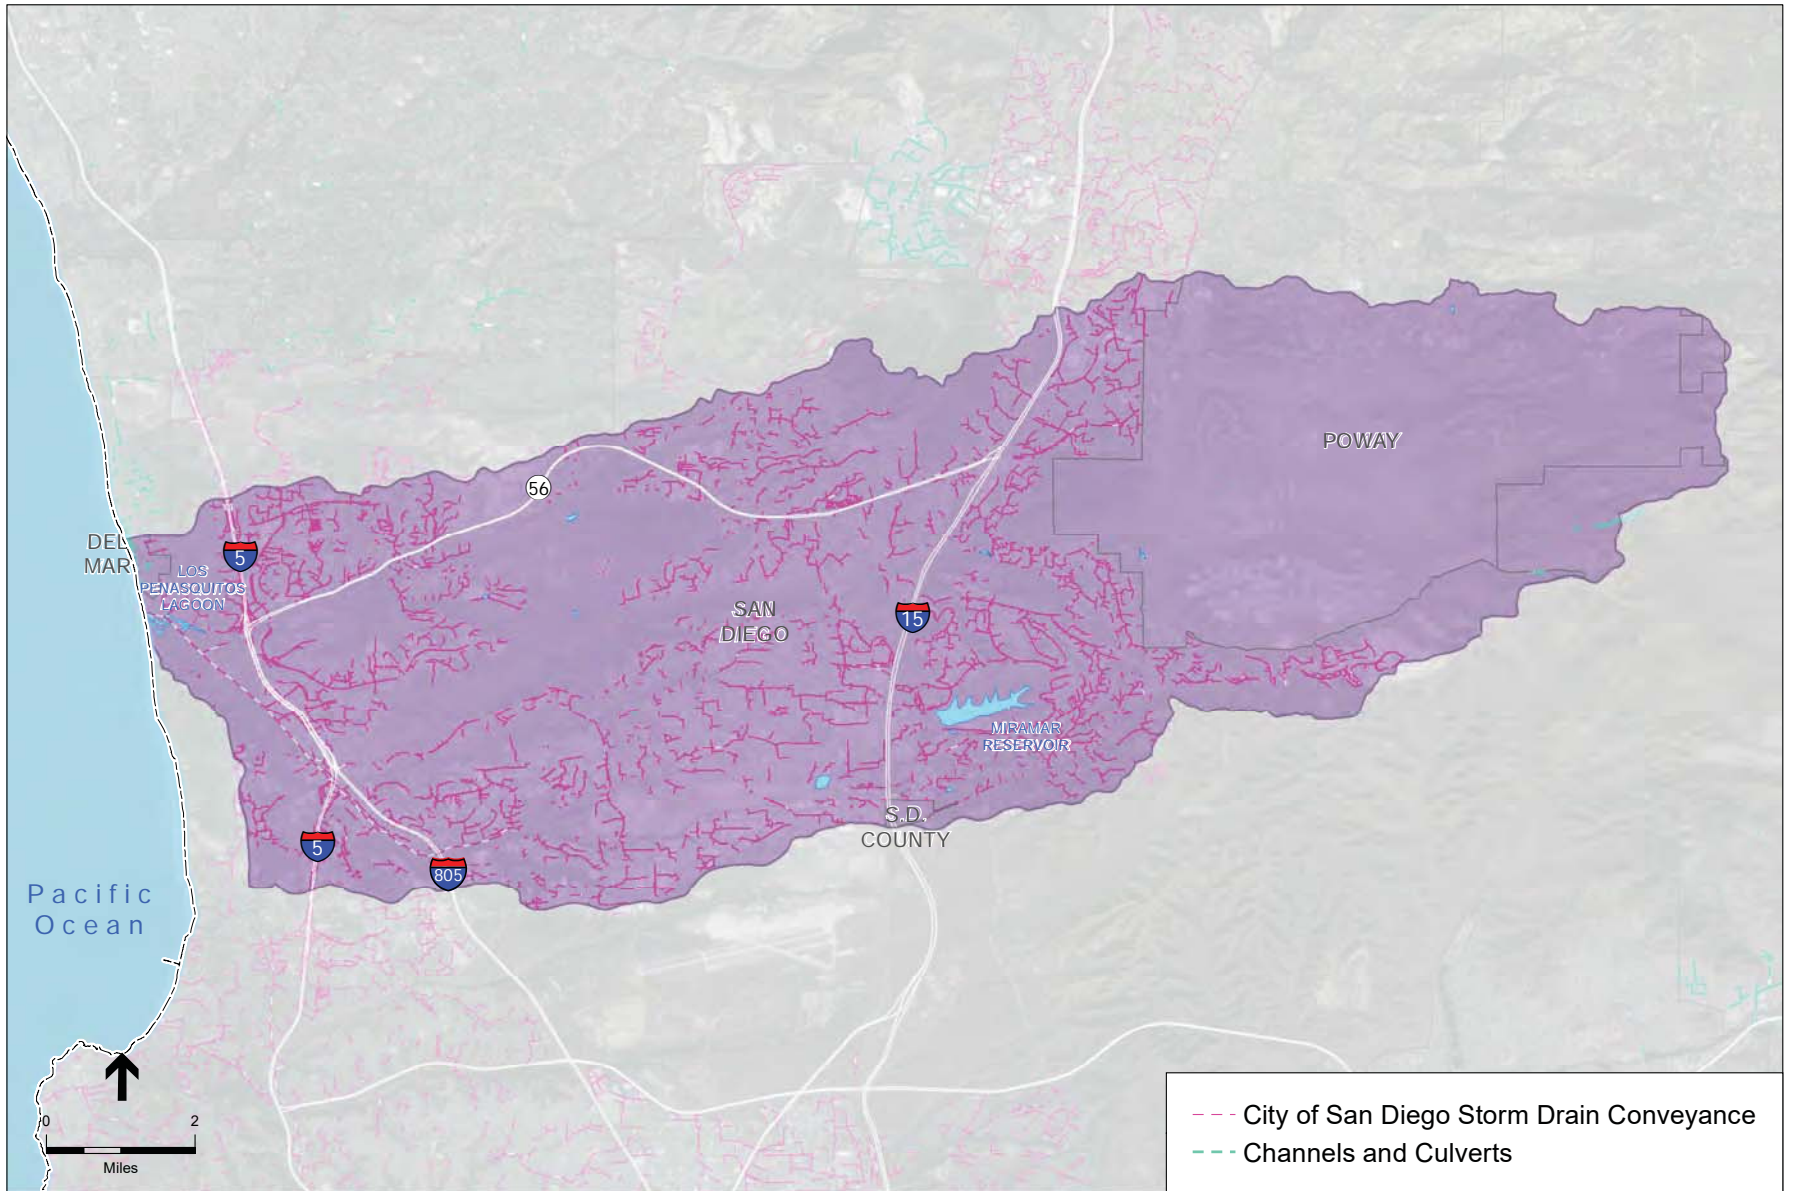 POWAY
56
DEL
MAR
5
LOS
PENASQUITOS
LAGOON
SAN
DIEGO
15
MIRAMAR
RESERVOIR
S.D.
COUNTY
5
805
Pacific
Ocean
0 2
Miles
City of San Diego Storm Drain Conveyance
Channels and Culverts